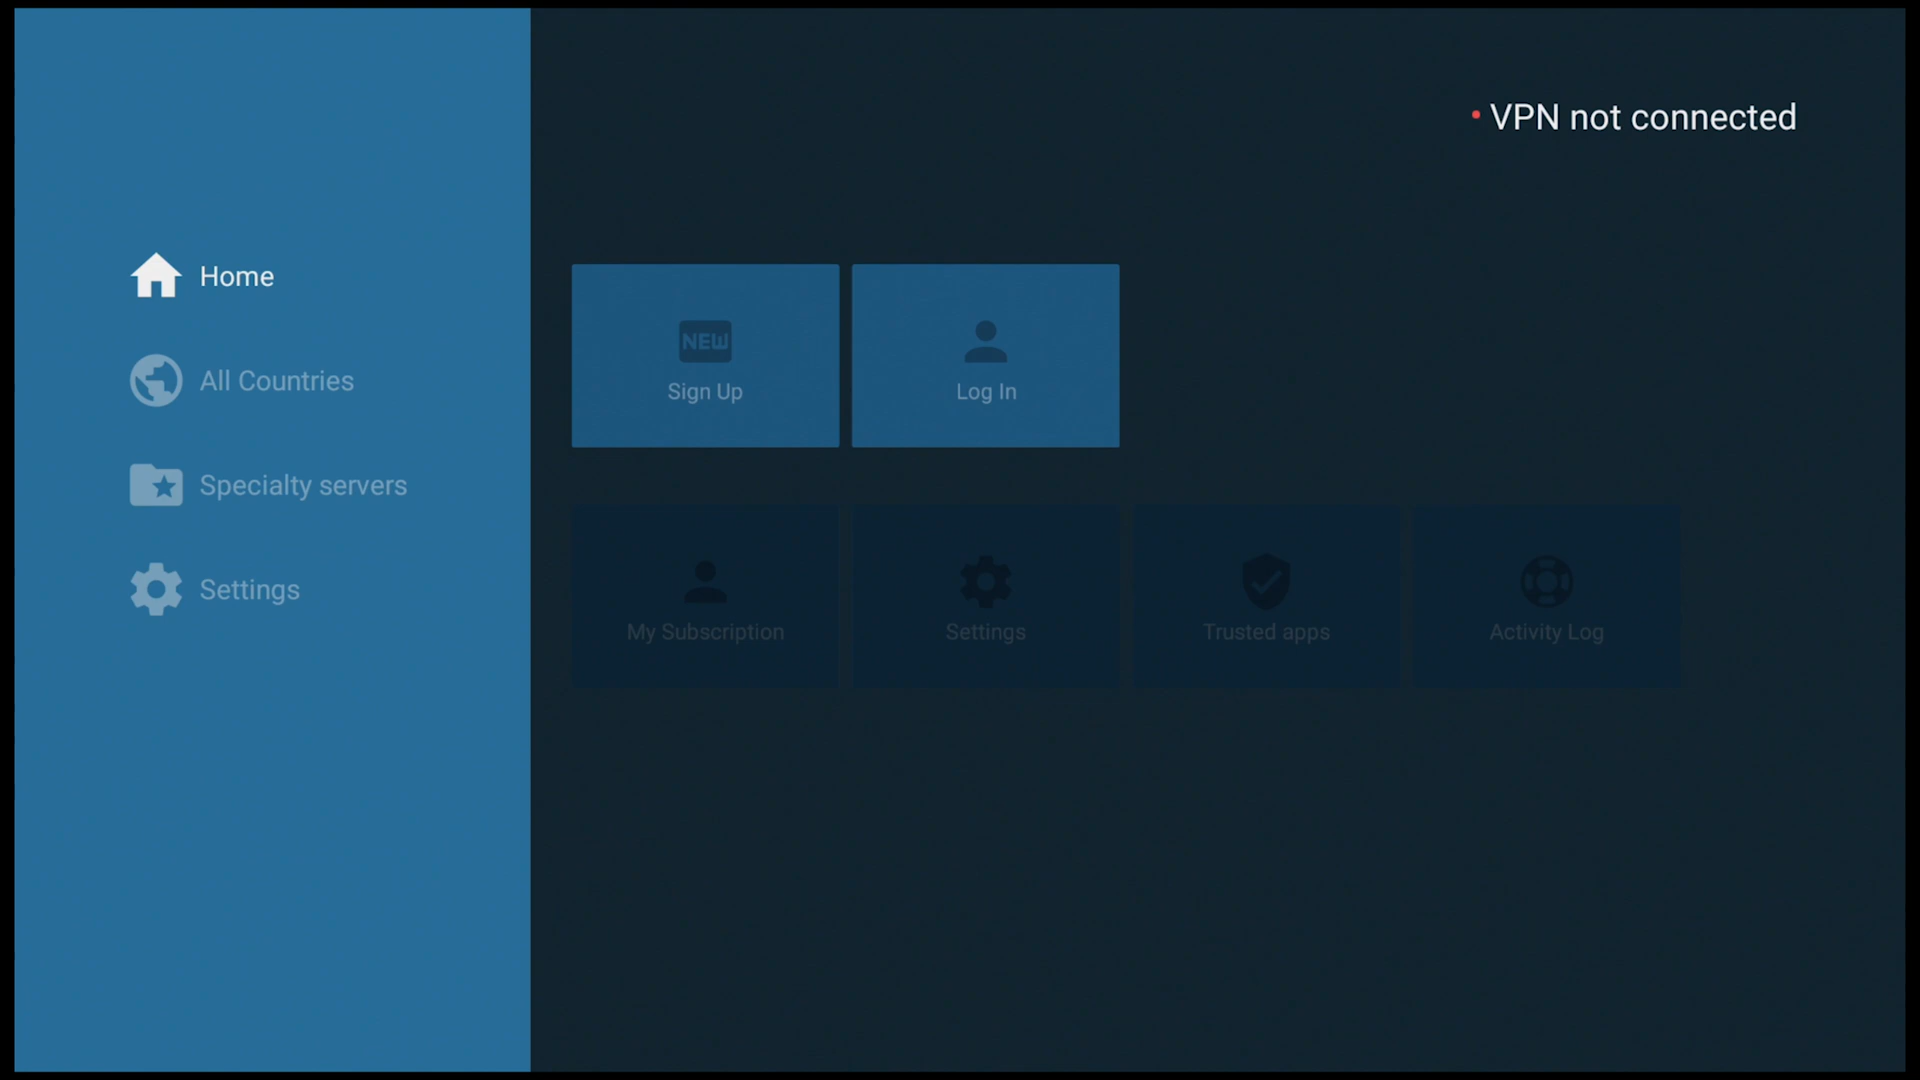 VPN not connected
Home
All Countries
Specialty servers
Settings
NEW
Sign Up
Log In
My Subscription
Settings
Trusted apps
Activity Log